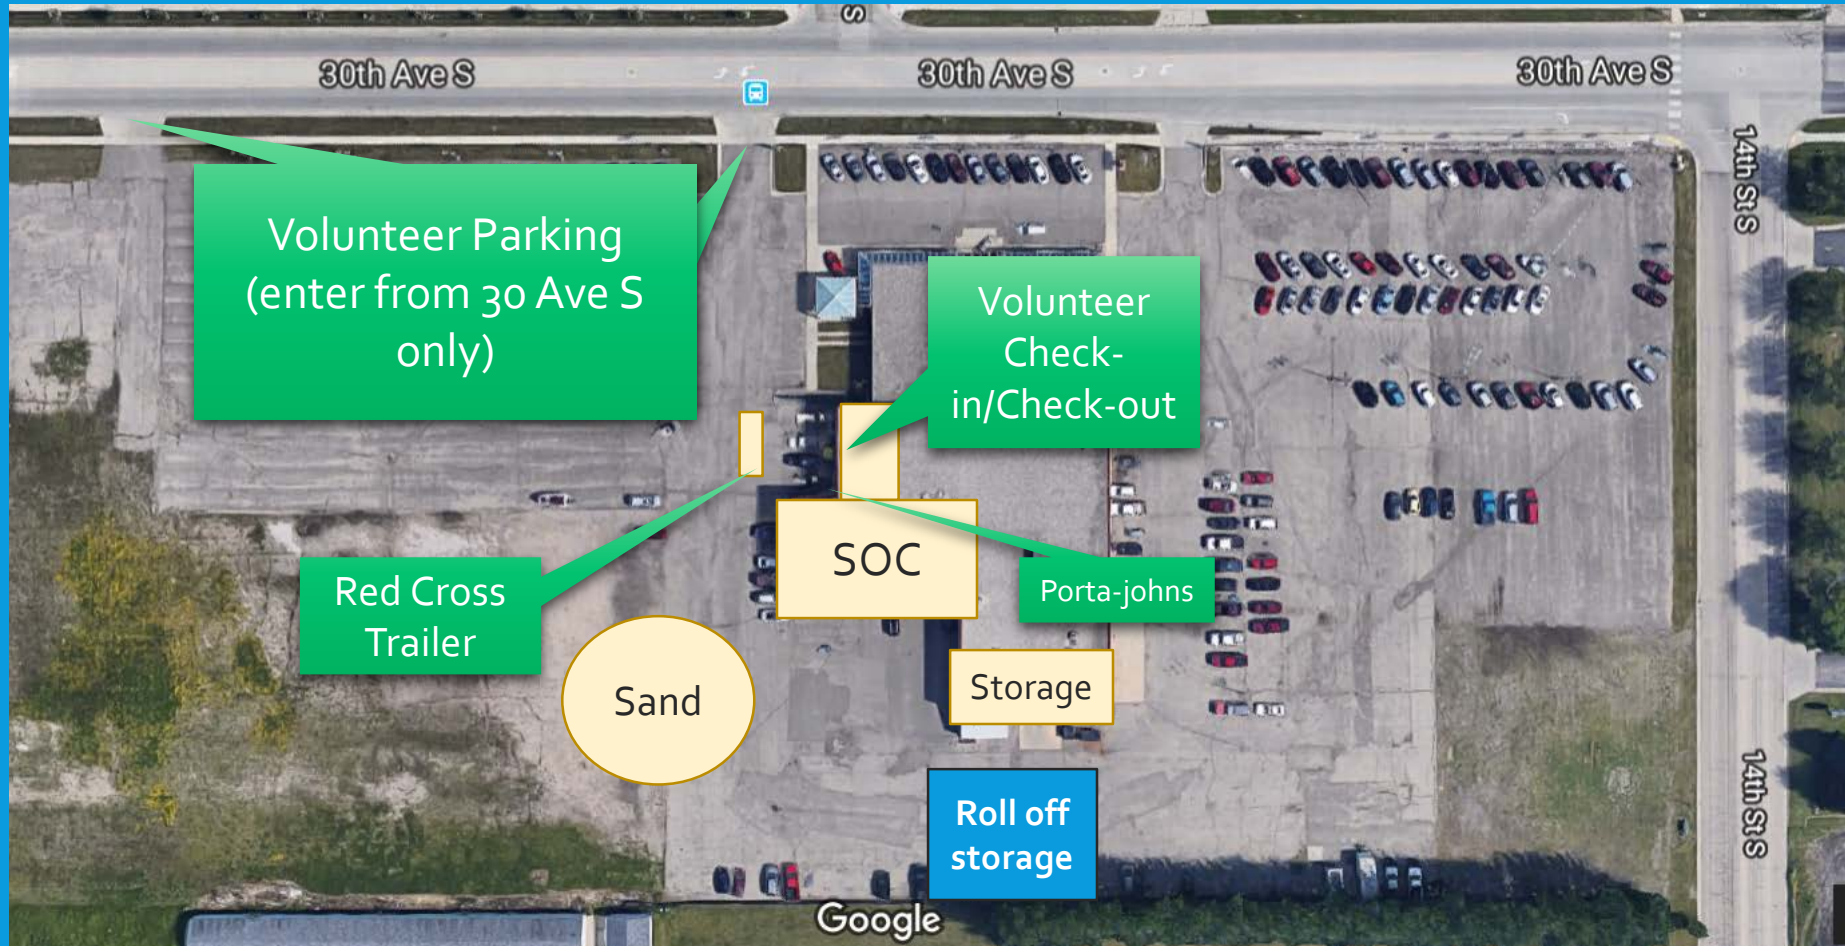 S
30th Ave S
30th Ave S
30th Ave S
14th St S
Volunteer Parking
(enter from 30 Ave S
only)
Volunteer
Check-
in/Check-out
SOC
Red Cross
Trailer
Porta-johns
Sand
Storage
14th St S
Roll off
storage
Google